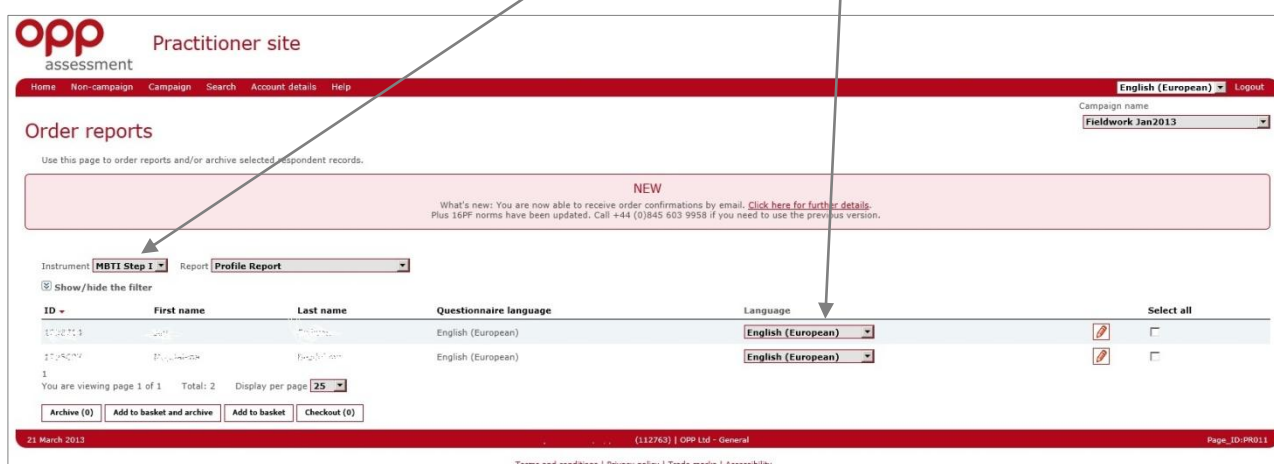 opp
assessment
Practitioner site
Home Non-campaign Campaign Search Account details Help English (European) Logout
Campaign name
Fieldwork Jan2013
Order reports
Use this page to order reports and/or archive selected respondent records.
NEW
What's new: You are now able to receive order confirmations by email. Click here for further details.
Plus 16PF norms have been updated. Call +44 (0)845 603 9958 if you need to use the previous version.
Instrument MBTI Step I Report Profile Report
Show/hide the filter
ID First name Last name Questionnaire language Language Select all
English (European) English (European)
English (European) English (European)
1
You are viewing page 1 of 1 Total: 2 Display per page 25
Archive (0) Add to basket and archive Add to basket Checkout (0)
21 March 2013 (112763) | OPP Ltd - General Page_ID:PR011
Terms and conditions | Privacy policy | Trade marks | Accessibility